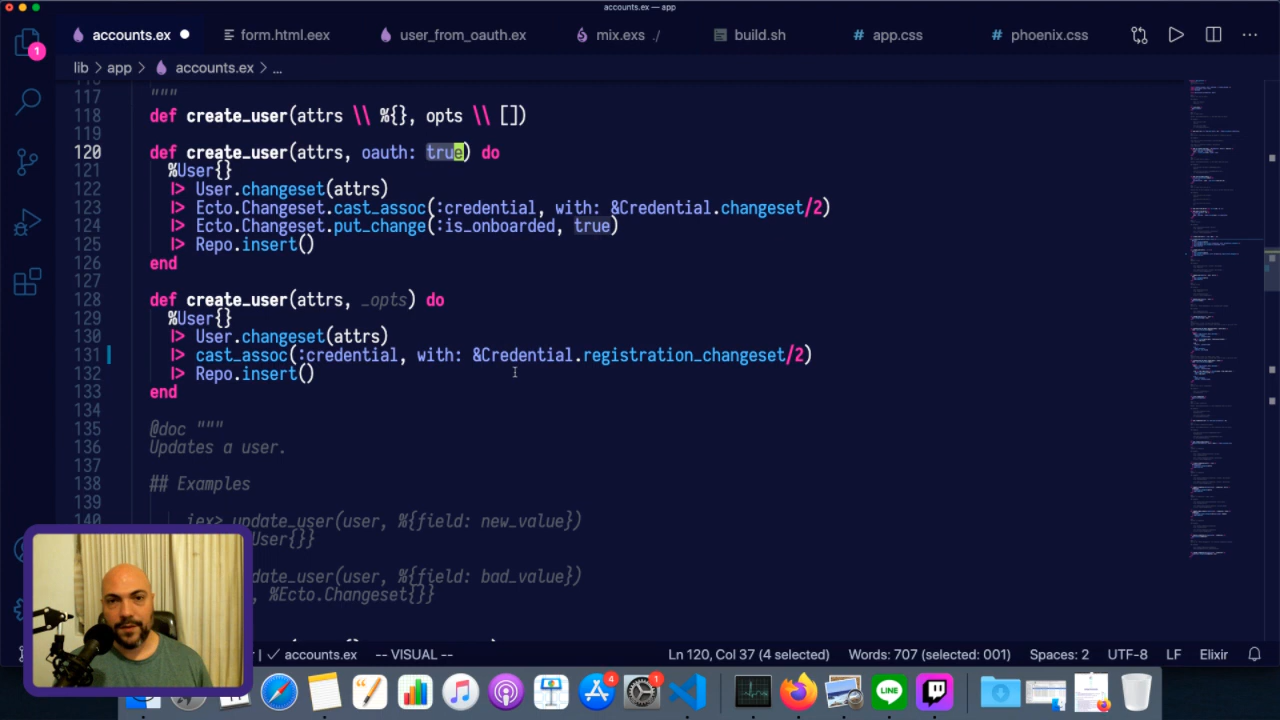 accounts.ex — app
accounts.ex
form.html.eex
user_from_oauth.ex
mix.exs ./
build.sh
app.css
phoenix.css
1
lib > app > accounts.ex > ...
117 """
118 def create_user(attrs \\ %{}, opts \\ [])
119
120 def create_user(attrs, oauth: true) do
121 %User{}
122 |> User.changeset(attrs)
123 |> Ecto.Changeset.cast_assoc(:credential, with: &Credential.changeset/2)
124 |> Ecto.Changeset.put_change(:is_onboarded, true)
125 |> Repo.insert()
126 end
127
128 def create_user(attrs, _opts) do
129 %User{}
130 |> User.changeset(attrs)
131 |> cast_assoc(:credential, with: &Credential.registration_changeset/2)
132 |> Repo.insert()
133 end
134
135 @doc """
136 Updates a user.
137
138 ## Examples
139
140 iex> update_user(user, %{field: new_value})
User{}}
date_user(user, %{field: bad_value})
, %Ecto.Changeset{}}
accounts.ex
-- VISUAL --
Ln 120, Col 37 (4 selected)
Words: 707 (selected: 001)
Spaces: 2
UTF-8
LF
Elixir
4
1
LINE